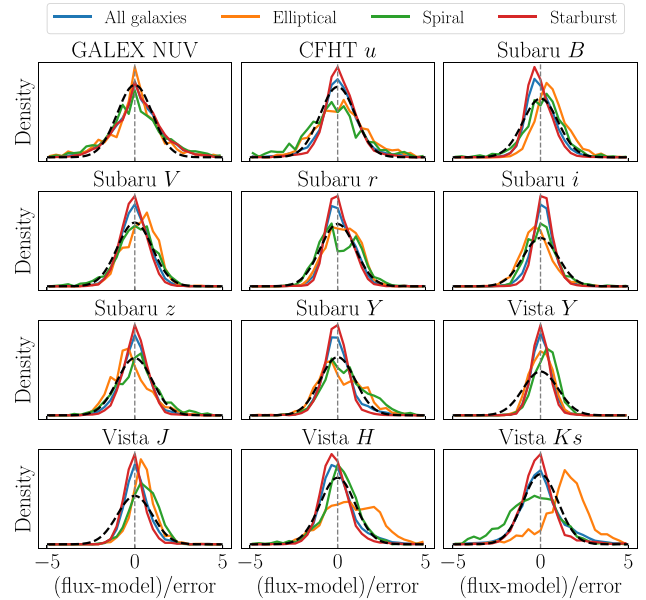 All galaxies Elliptical Spiral Starburst
GALEX NUV CFHT u Subaru B
Density
Subaru V Subaru r Subaru i
Density
Subaru z Subaru Y Vista Y
Density
Vista J Vista H Vista Ks
Density
−5 0 5 −5 0 5 −5 0 5
(flux-model)/error (flux-model)/error (flux-model)/error